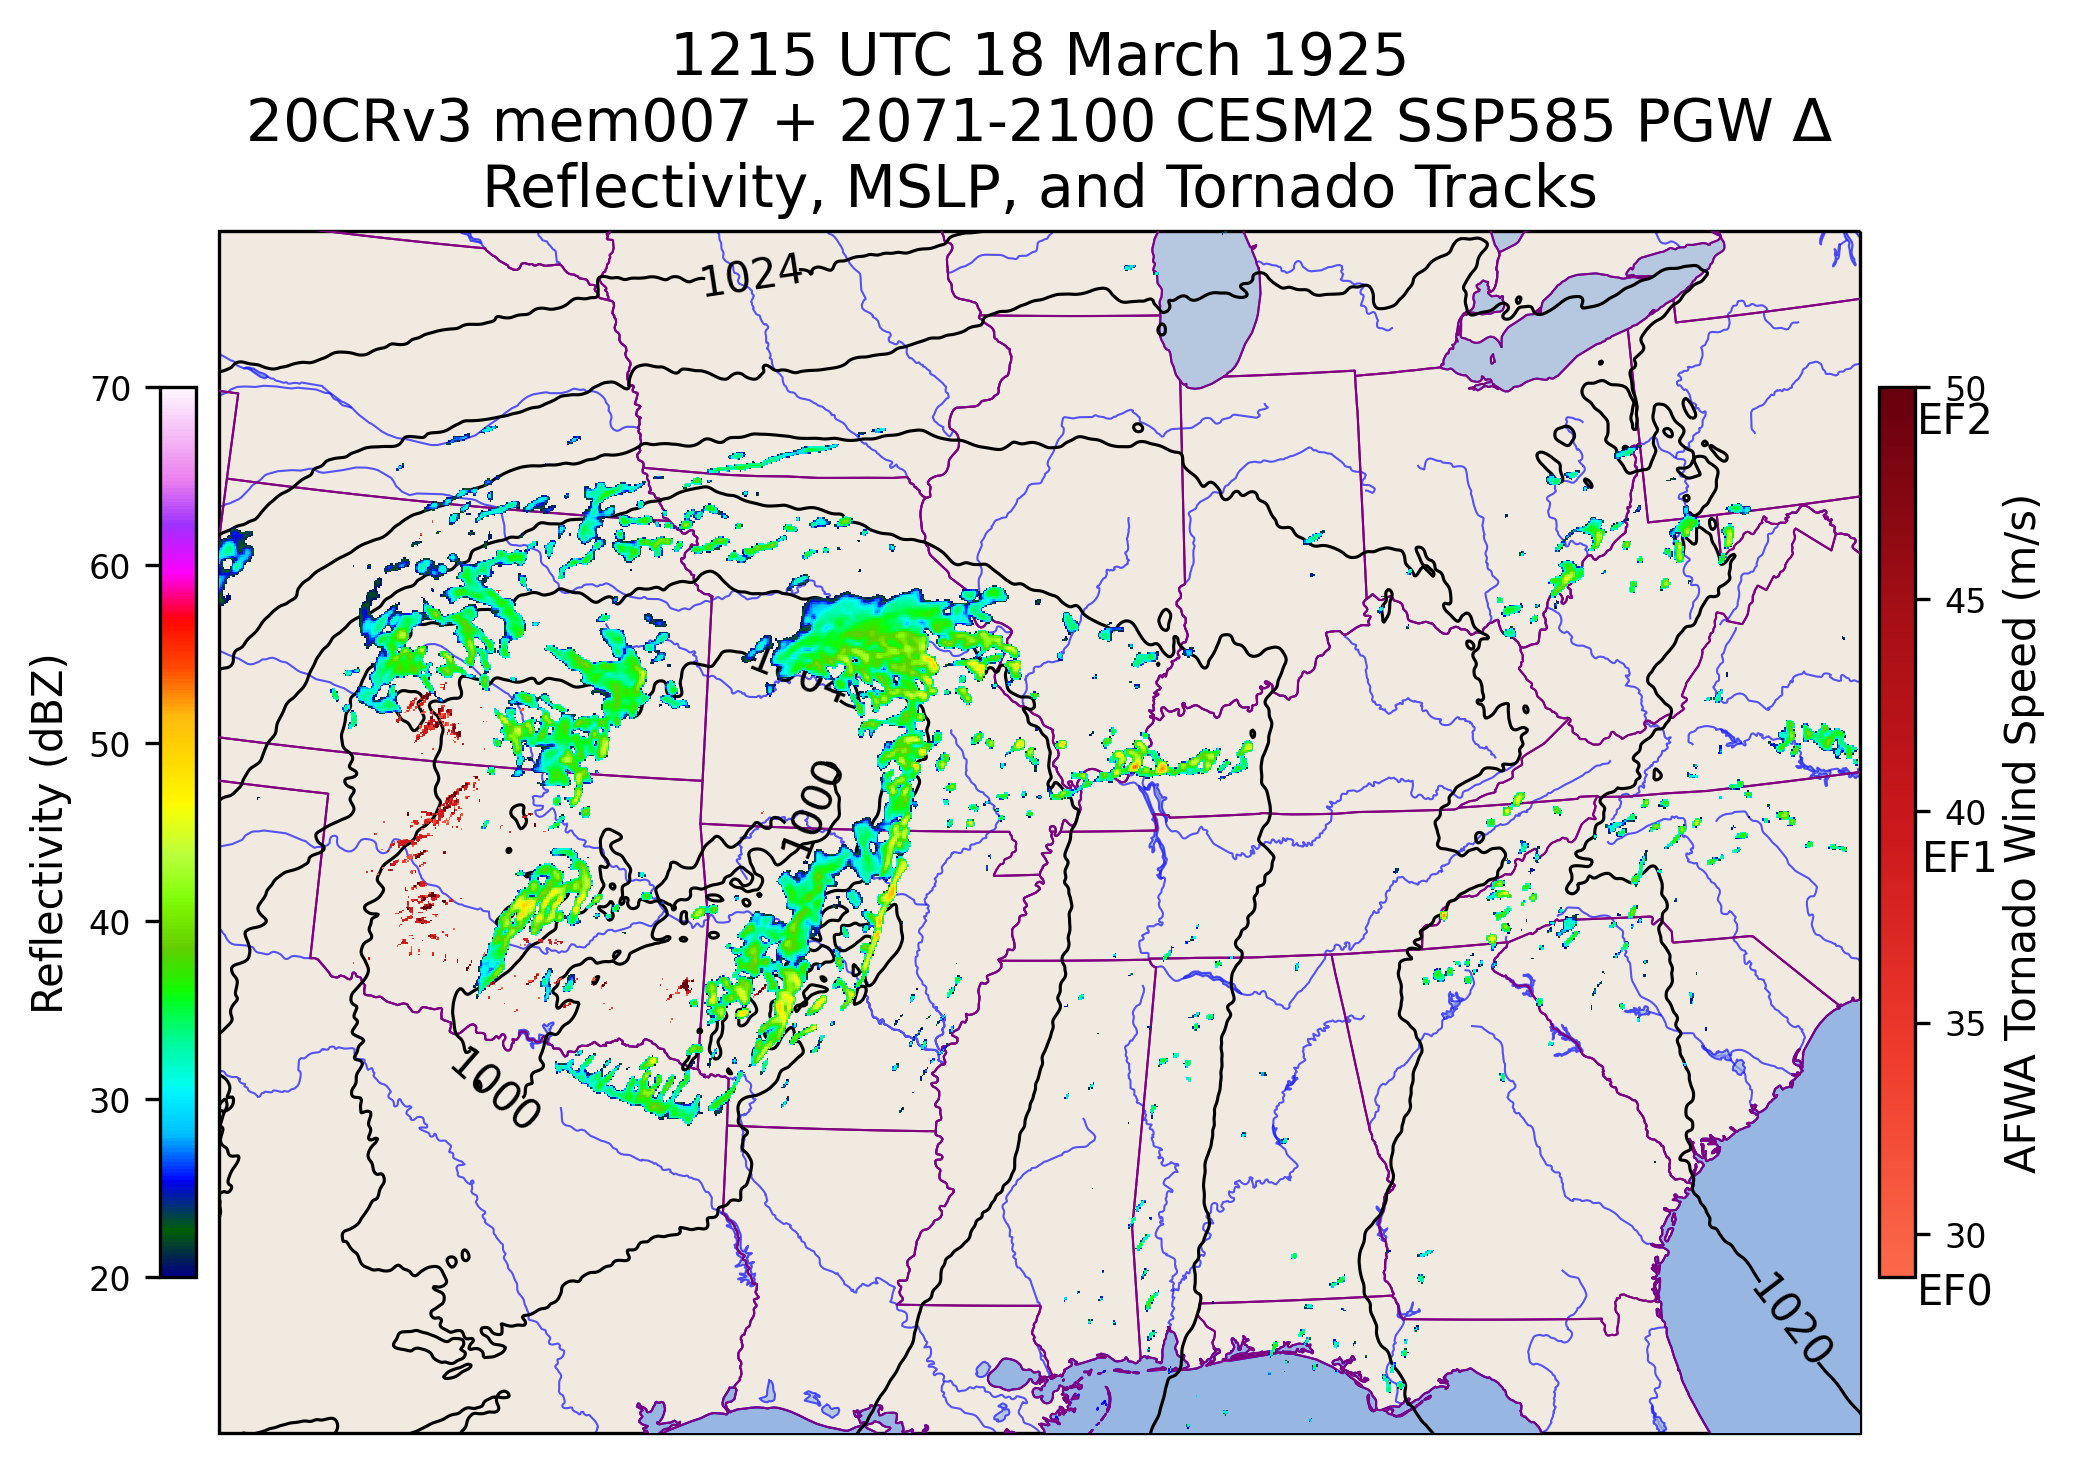 1215 UTC 18 March 1925
20CRv3 mem007 + 2071-2100 CESM2 SSP585 PGW Δ
Reflectivity, MSLP, and Tornado Tracks
Reflectivity (dBZ)
70
60
50
40
30
20
1024
1000
1000
1020
50
EF2
45
40
EF1
35
30
EF0
AFWA Tornado Wind Speed (m/s)